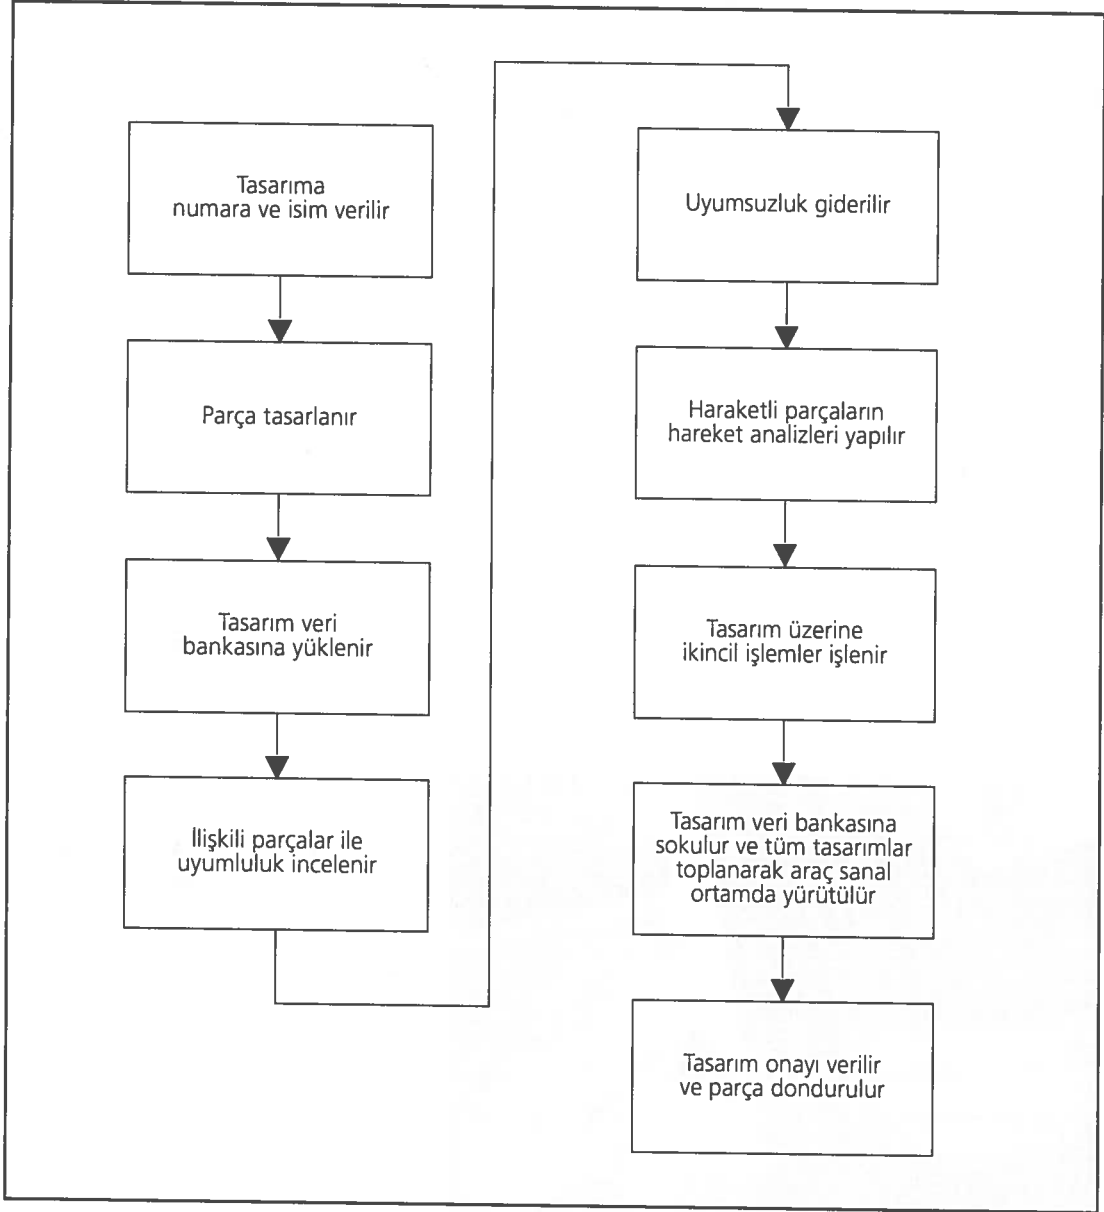 Tasarıma
numara ve isim verilir
Parça tasarlanır
Tasarım veri
bankasına yüklenir
İlişkili parçalar ile
uyumluluk incelenir
Uyumsuzluk giderilir
Haraketli parçaların
hareket analizleri yapılır
Tasarım üzerine
ikincil işlemler işlenir
Tasarım veri bankasına
sokulur ve tüm tasarımlar
toplanarak araç sanal
ortamda yürütülür
Tasarım onayı verilir
ve parça dondurulur